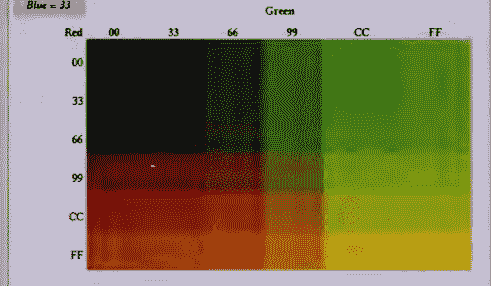 Blue = 33
Green
Red 00 33 66 99 CC FF
00
33
66
99
CC
FF